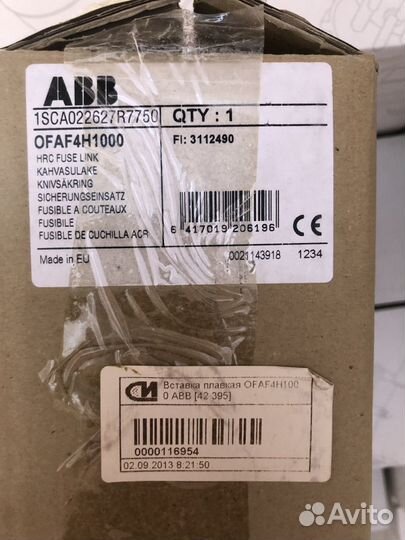 ABB
1SCA022627R7750 QTY : 1
OFAF4H1000 FI: 3112490
HRC FUSE LINK
KAHVASULAKE
KNIVSÄKRING
SICHERUNGSEINSATZ
FUSIBLE A COUTEAUX
FUSIBILE
FUSIBLE DE CUCHILLA ACR
6 417019 206196 CE
Made in EU 0021143918 1234
СИ Вставка плавкая OFAF4H100
0 ABB [42 395]
0000116954
02.09.2013 8:21:50
Avito